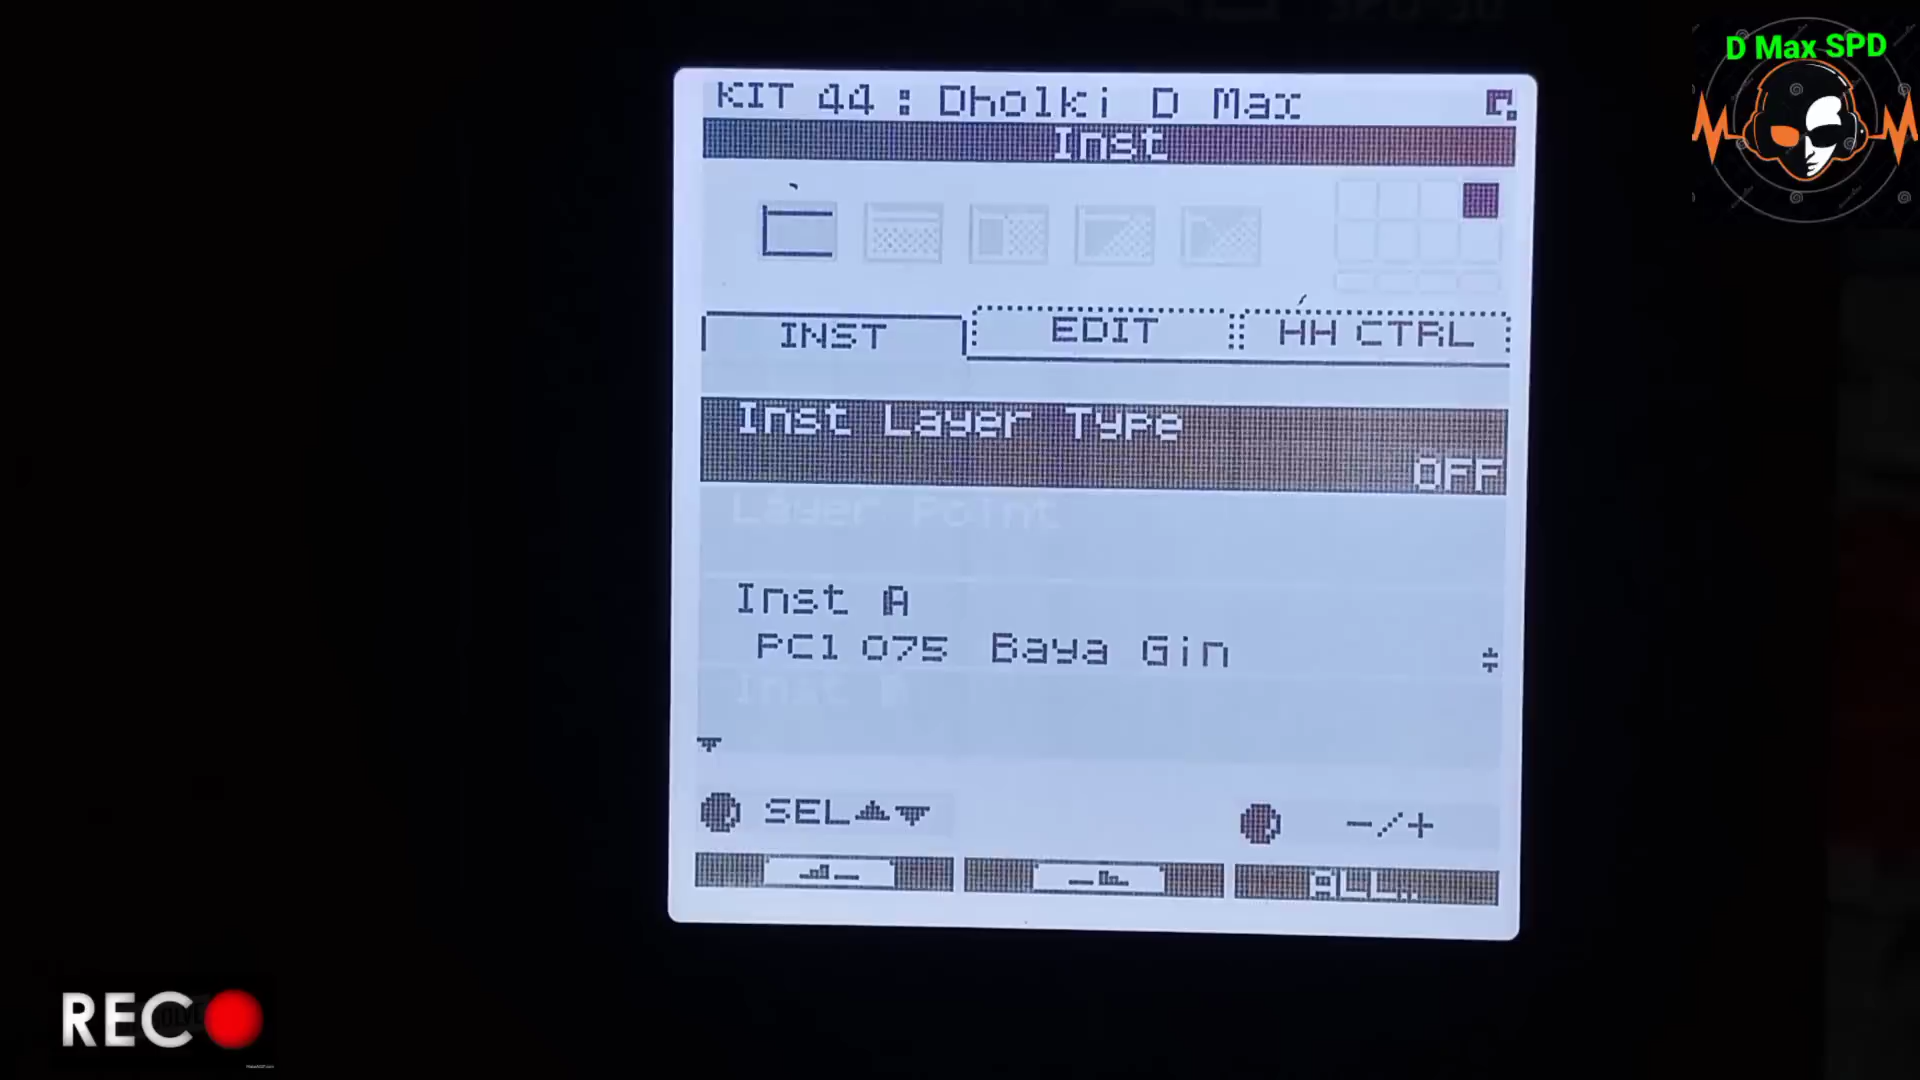 D Max SPD
KIT 44 : Dholki D Max
Inst
INST EDIT HH CTRL
Inst Layer Type
OFF
Layer Point
Inst A
PC1 075 Baya Gin
Inst B
SEL -/+
ALL..
REC